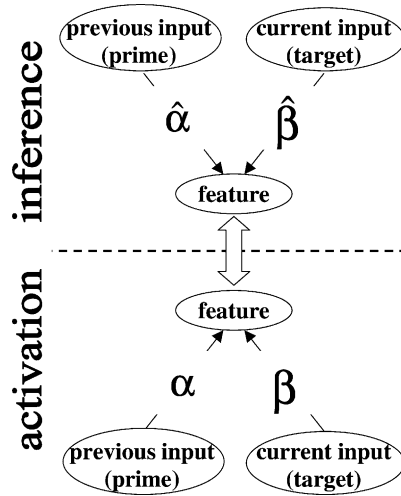 previous input
(prime)
current input
(target)
α̂
β̂
inference
feature
feature
activation
α
β
previous input
(prime)
current input
(target)